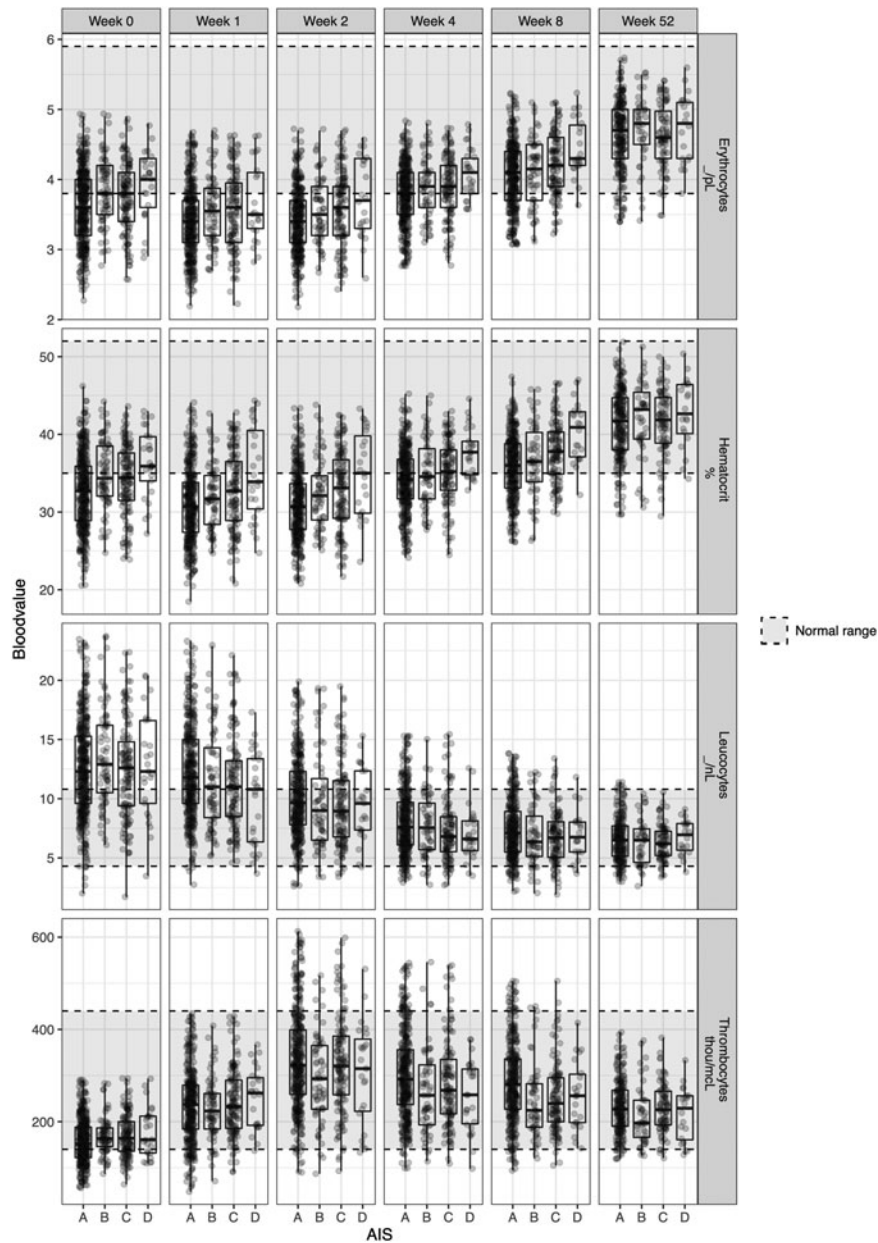 Week 0 Week 1 Week 2 Week 4 Week 8 Week 52
6
5
4
3
2
Erythrocytes
_/pL
50
40
30
20
Hematocrit
%
Bloodvalue
Normal range
20
15
10
5
Leucocytes
_/nL
600
400
200
Thrombocytes
thou/mcL
A B C D A B C D A B C D A B C D A B C D A B C D
AIS